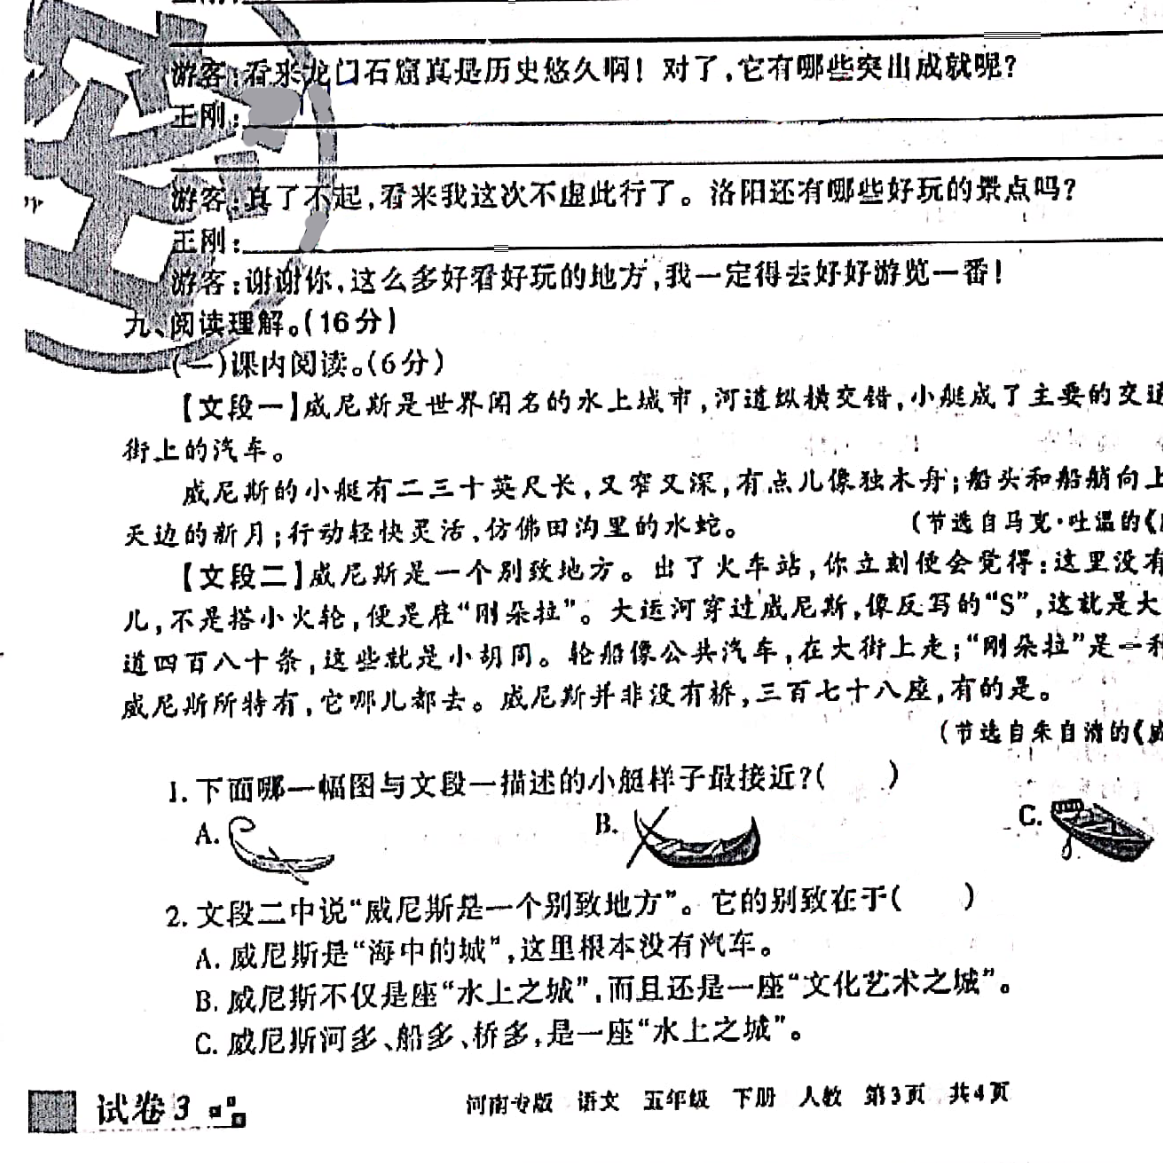 游客:看来龙门石窟真是历史悠久啊!对了,它有哪些突出成就呢?
王刚:
游客:真了不起,看来我这次不虚此行了。洛阳还有哪些好玩的景点吗?
王刚:
游客:谢谢你,这么多好看好玩的地方,我一定得去好好游览一番!
九、阅读理解。(16分)
(一)课内阅读。(6分)
【文段一】威尼斯是世界闻名的水上城市,河道纵横交错,小艇成了主要的交通
街上的汽车。
威尼斯的小艇有二三十英尺长,又窄又深,有点儿像独木舟;船头和船艄向上
天边的新月;行动轻快灵活,仿佛田沟里的水蛇。
(节选自马克·吐温的《
【文段二】威尼斯是一个别致地方。出了火车站,你立刻便会觉得:这里没有
儿,不是搭小火轮,便是雇“刚朵拉”。大运河穿过威尼斯,像反写的“S”,这就是大
道四百八十条,这些就是小胡同。轮船像公共汽车,在大街上走;“刚朵拉”是一种
威尼斯所特有,它哪儿都去。威尼斯并非没有桥,三百七十八座,有的是。
(节选自朱自清的《威
1.下面哪一幅图与文段一描述的小艇样子最接近?( )
A. B. C.
2.文段二中说“威尼斯是一个别致地方”。它的别致在于( )
A.威尼斯是“海中的城”,这里根本没有汽车。
B.威尼斯不仅是座“水上之城”,而且还是一座“文化艺术之城”。
C.威尼斯河多、船多、桥多,是一座“水上之城”。
试卷3 河南专版 语文 五年级 下册 人教 第3页 共4页